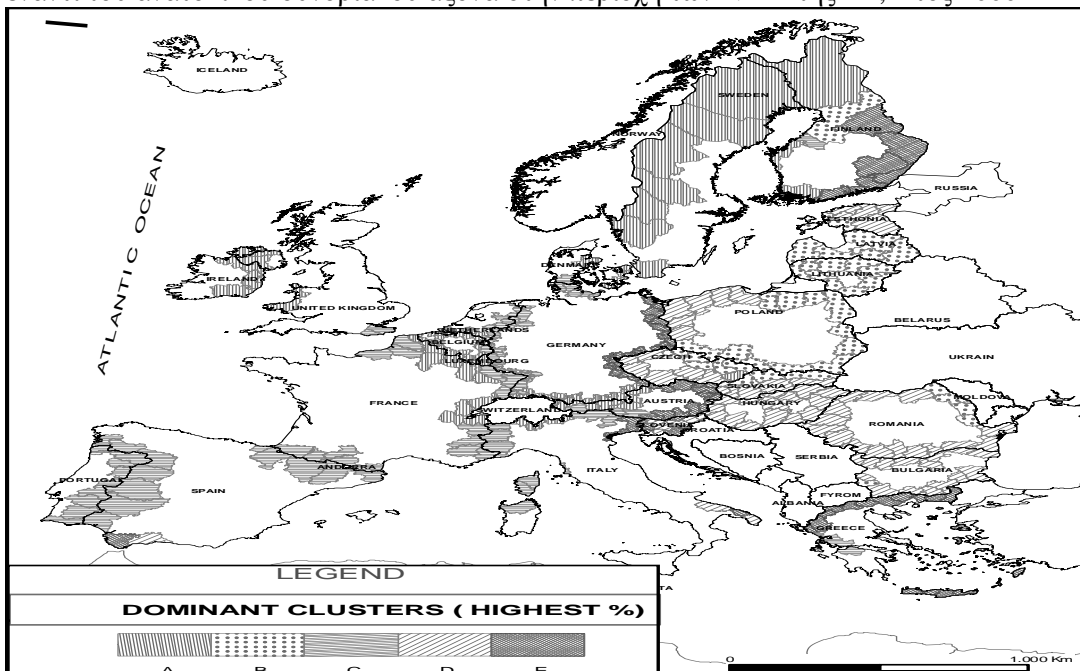 ICELAND
SWEDEN
NORWAY
FINLAND
RUSSIA
ESTHONIA
LATVIA
LITHUANIA
DENMARK
ATLANTIC OCEAN
IRELAND
UNITED KINGDOM
NETHERLANDS
BELGIUM
LUXEMBOURG
GERMANY
POLAND
BELARUS
UKRAIN
CZECH
SLOVAKIA
MOLDOVA
FRANCE
SWITZERLAND
AUSTRIA
HUNGARY
ROMANIA
SLOVENIA
CROATIA
BOSNIA
SERBIA
BULGARIA
ANDORRA
ITALY
PORTUGAL
SPAIN
FYROM
ALBANIA
GREECE
TA
LEGEND
DOMINANT CLUSTERS ( HIGHEST %)
A B C D E
0 1.000 Km